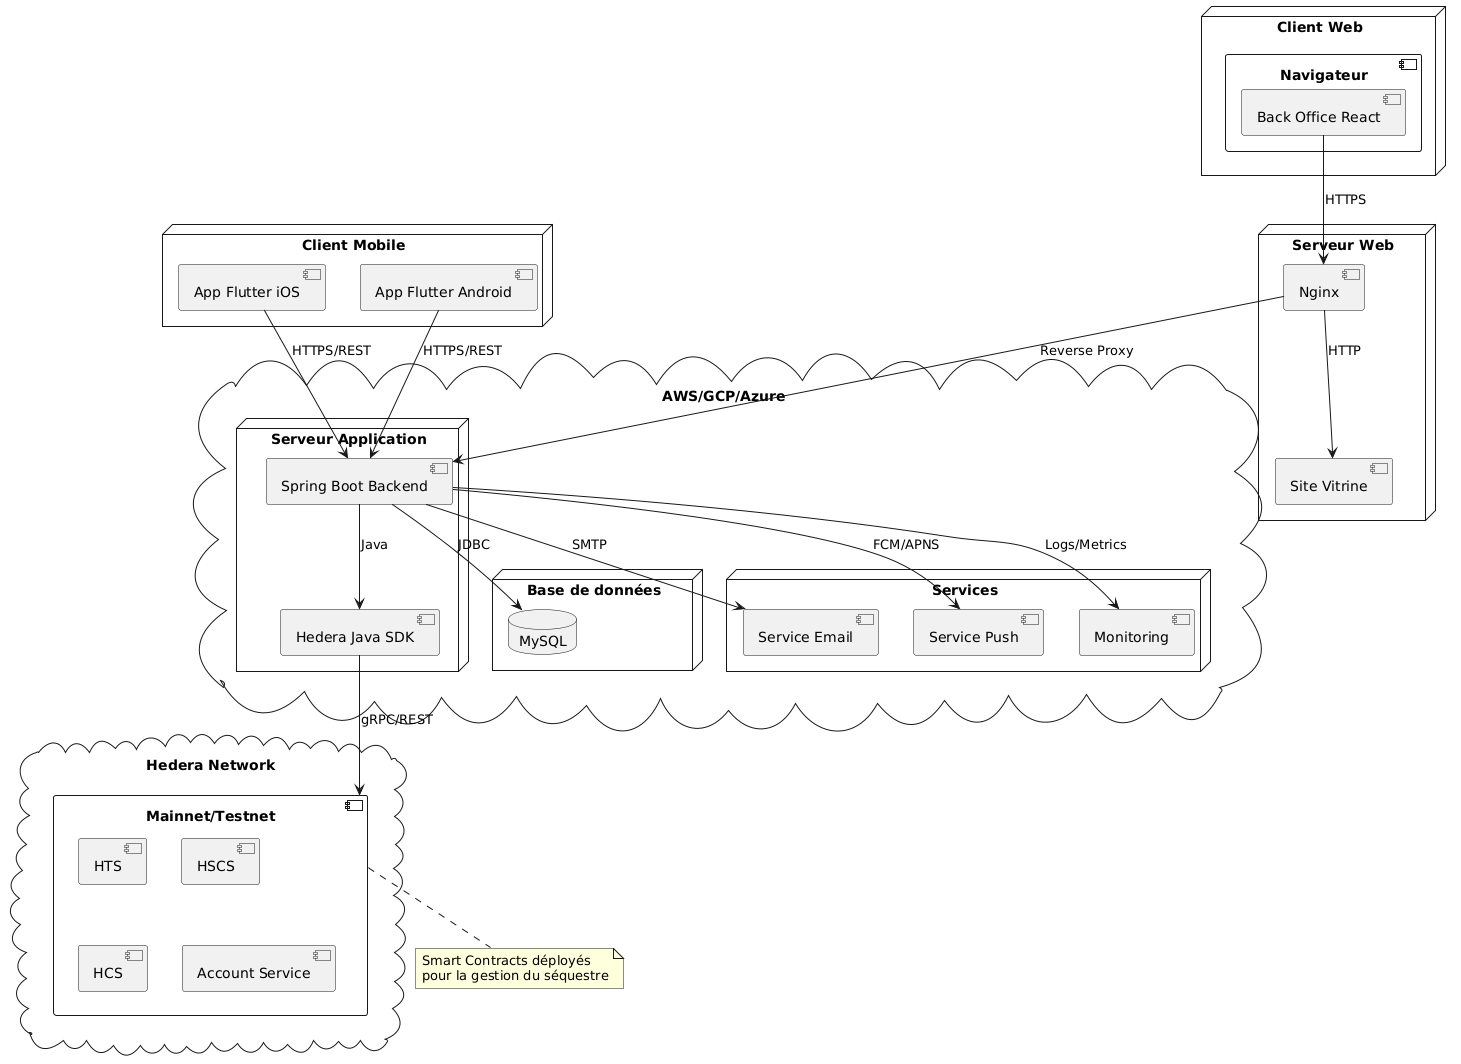 Client Web
Navigateur
Back Office React
HTTPS
Client Mobile
App Flutter iOS
App Flutter Android
Serveur Web
Nginx
HTTPS/REST
HTTPS/REST
Reverse Proxy
HTTP
AWS/GCP/Azure
Serveur Application
Spring Boot Backend
Site Vitrine
Java
JDBC
SMTP
FCM/APNS
Logs/Metrics
Base de données
Services
Hedera Java SDK
MySQL
Service Email
Service Push
Monitoring
gRPC/REST
Hedera Network
Mainnet/Testnet
HTS
HSCS
HCS
Account Service
Smart Contracts déployés
pour la gestion du séquestre